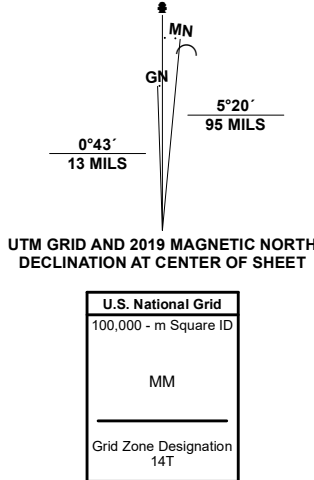 MN
GN
5°20´
95 MILS
0°43´
13 MILS
UTM GRID AND 2019 MAGNETIC NORTH
DECLINATION AT CENTER OF SHEET
U.S. National Grid
100,000 - m Square ID
MM
Grid Zone Designation
14T